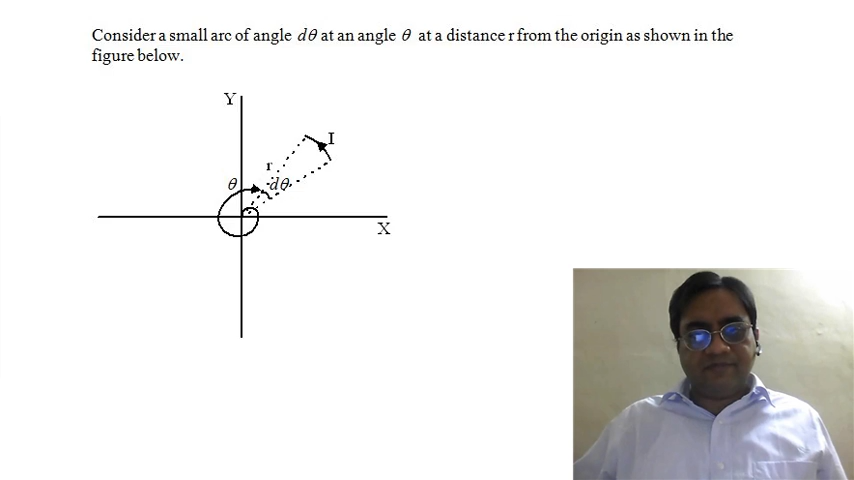 Consider a small arc of angle dθ at an angle θ at a distance r from the origin as shown in the
figure below.
Y
I
r
θ
dθ
X